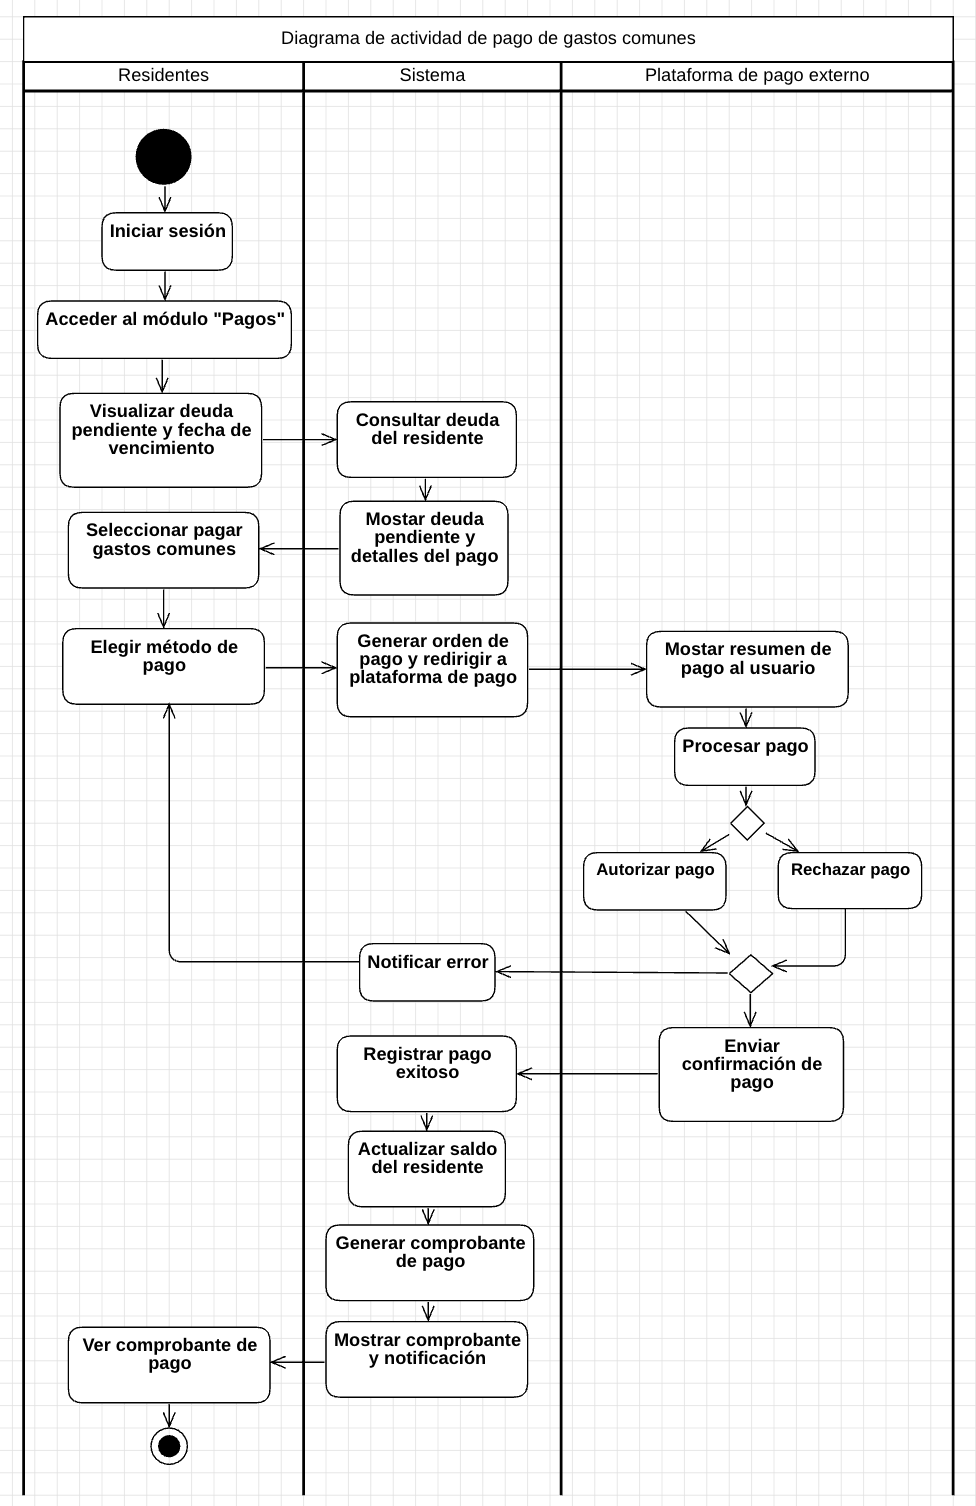 Diagrama de actividad de pago de gastos comunes
Residentes
Sistema
Plataforma de pago externo
Iniciar sesión
Acceder al módulo "Pagos"
Visualizar deuda
pendiente y fecha de
vencimiento
Consultar deuda
del residente
Mostar deuda
pendiente y
detalles del pago
Seleccionar pagar
gastos comunes
Elegir método de
pago
Generar orden de
pago y redirigir a
plataforma de pago
Mostar resumen de
pago al usuario
Procesar pago
Autorizar pago
Rechazar pago
Notificar error
Enviar
confirmación de
pago
Registrar pago
exitoso
Actualizar saldo
del residente
Generar comprobante
de pago
Mostrar comprobante
y notificación
Ver comprobante de
pago